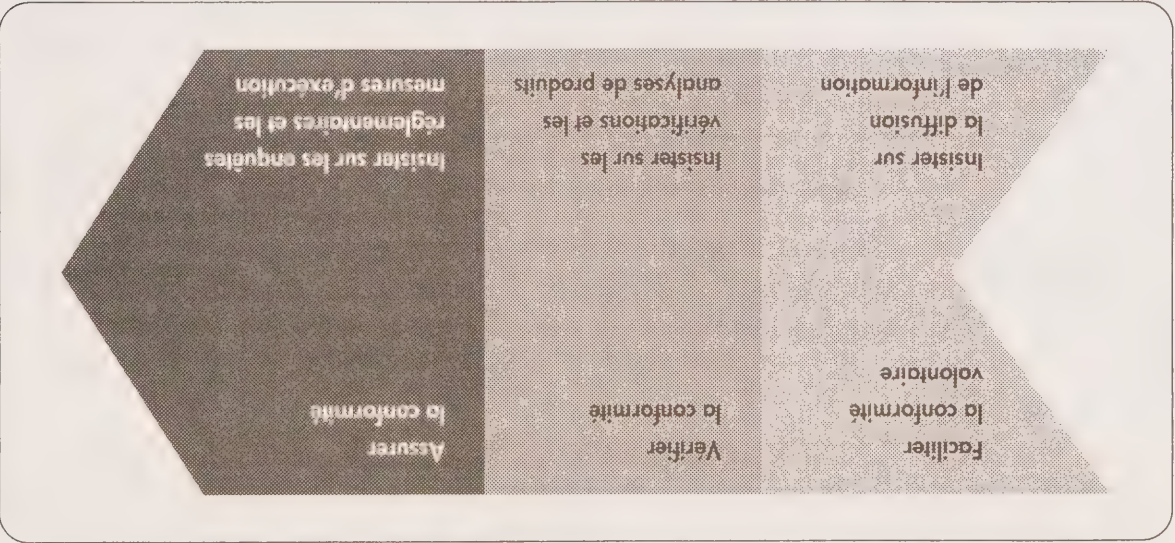 Faciliter
la conformité
volontaire
Insister sur
la diffusion
de l'information
Vérifier
la conformité
Insister sur les
vérifications et les
analyses de produits
Assurer
la conformité
Insister sur les enquêtes
réglementaires et les
mesures d'exécution